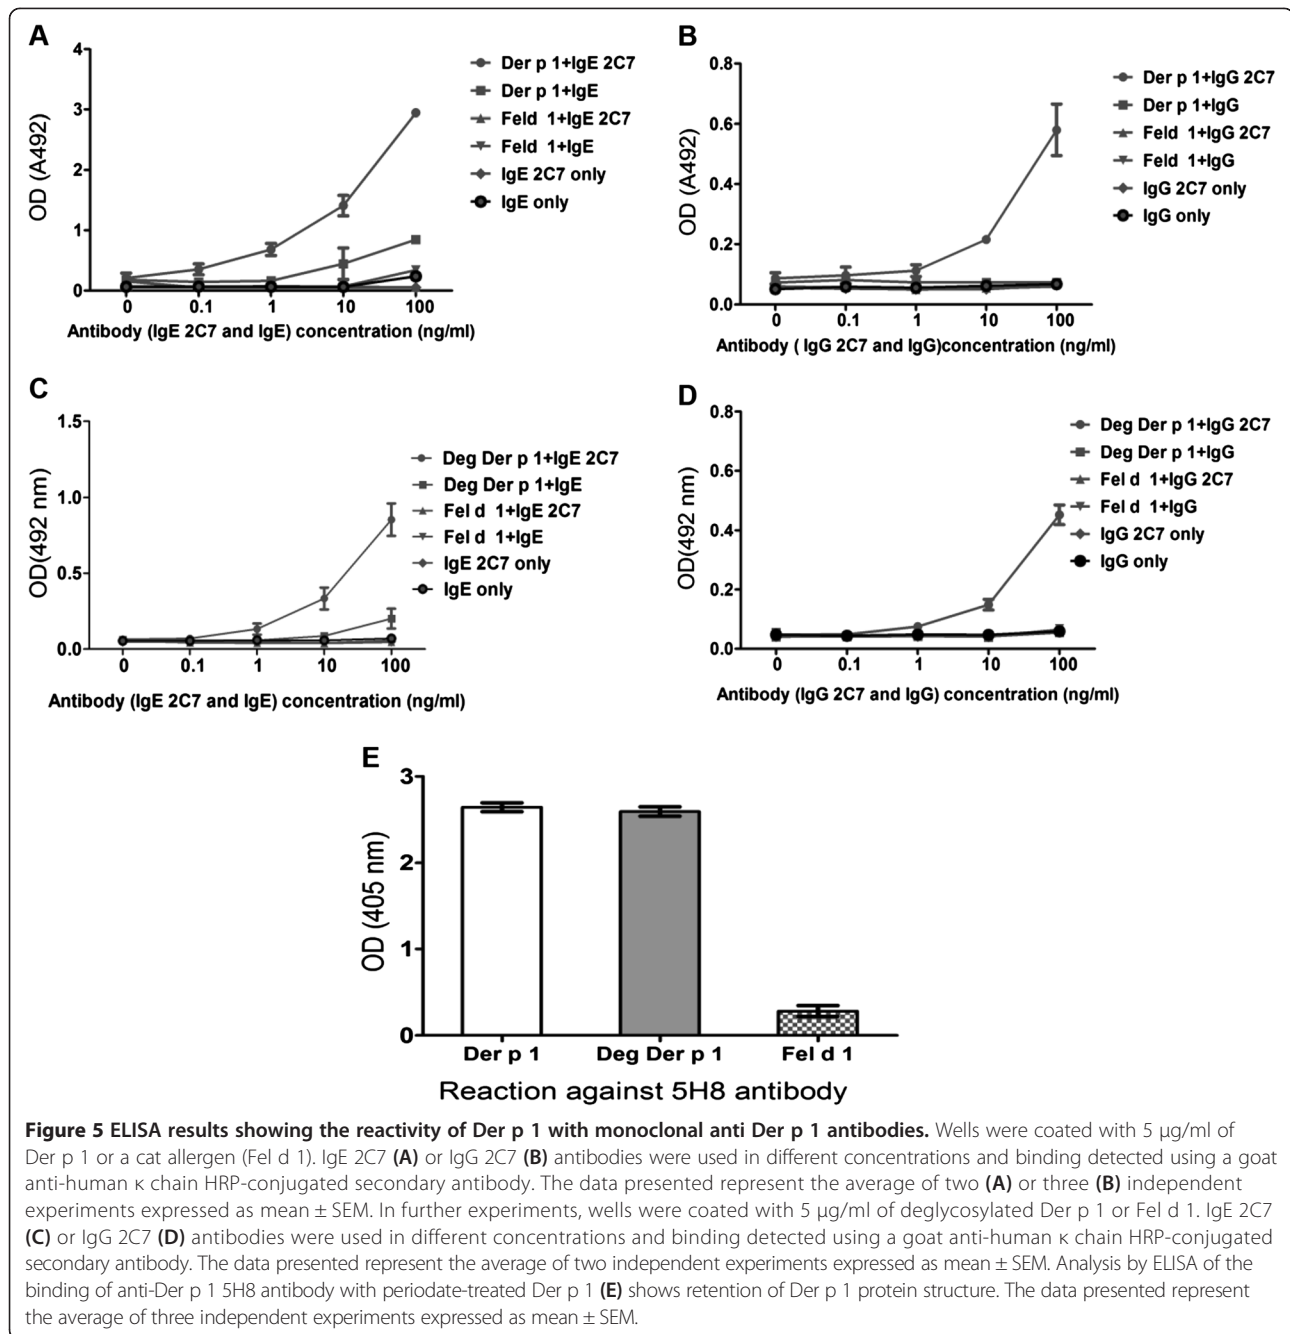 A
4
3
2
1
0
OD (A492)
0 0.1 1 10 100
Antibody (IgE 2C7 and IgE) concentration (ng/ml)
Der p 1+IgE 2C7
Der p 1+IgE
Feld 1+IgE 2C7
Feld 1+IgE
IgE 2C7 only
IgE only
B
0.8
0.6
0.4
0.2
0.0
OD (A492)
0 0.1 1 10 100
Antibody ( IgG 2C7 and IgG)concentration (ng/ml)
Der p 1+IgG 2C7
Der p 1+IgG
Feld 1+IgG 2C7
Feld 1+IgG
IgG 2C7 only
IgG only
C
1.5
1.0
0.5
0.0
OD(492 nm)
0 0.1 1 10 100
Antibody (IgE 2C7 and IgE) concentration (ng/ml)
Deg Der p 1+IgE 2C7
Deg Der p 1+IgE
Fel d 1+IgE 2C7
Fel d 1+IgE
IgE 2C7 only
IgE only
D
0.8
0.6
0.4
0.2
0.0
OD(492 nm)
0 0.1 1 10 100
Antibody (IgG 2C7 and IgG) concentration (ng/ml)
Deg Der p 1+IgG 2C7
Deg Der p 1+IgG
Fel d 1+IgG 2C7
Fel d 1+IgG
IgG 2C7 only
IgG only
E
3
2
1
0
OD (405 nm)
Der p 1 Deg Der p 1 Fel d 1
Reaction against 5H8 antibody
Figure 5 ELISA results showing the reactivity of Der p 1 with monoclonal anti Der p 1 antibodies. Wells were coated with 5 μg/ml of
Der p 1 or a cat allergen (Fel d 1). IgE 2C7 (A) or IgG 2C7 (B) antibodies were used in different concentrations and binding detected using a goat
anti-human κ chain HRP-conjugated secondary antibody. The data presented represent the average of two (A) or three (B) independent
experiments expressed as mean ± SEM. In further experiments, wells were coated with 5 μg/ml of deglycosylated Der p 1 or Fel d 1. IgE 2C7
(C) or IgG 2C7 (D) antibodies were used in different concentrations and binding detected using a goat anti-human κ chain HRP-conjugated
secondary antibody. The data presented represent the average of two independent experiments expressed as mean ± SEM. Analysis by ELISA of the
binding of anti-Der p 1 5H8 antibody with periodate-treated Der p 1 (E) shows retention of Der p 1 protein structure. The data presented represent
the average of three independent experiments expressed as mean ± SEM.